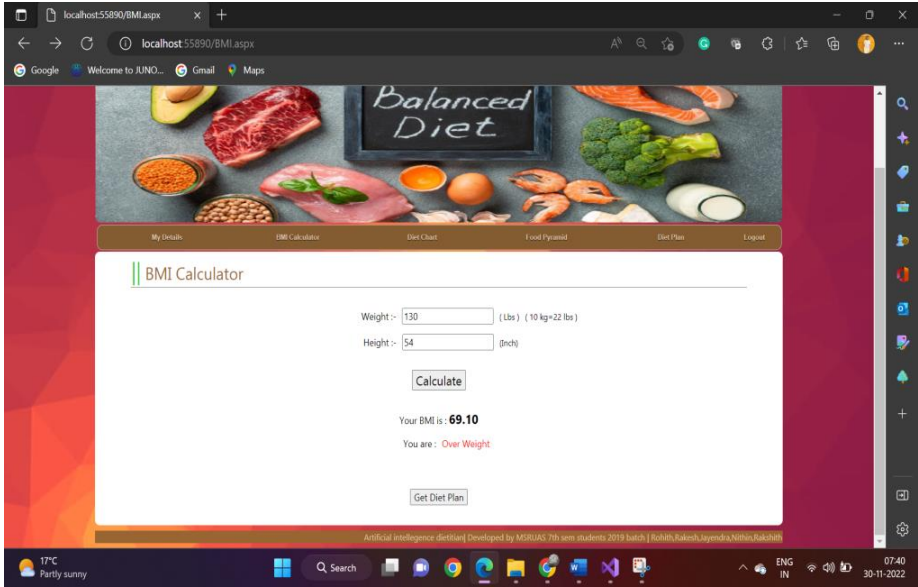 localhost:55890/BMI.aspx
localhost:55890/BMI.aspx
Google Welcome to JUNO... Gmail Maps
Balanced
Diet
My Details BMI Calculator Diet Chart Food Pyramid Diet Plan Logout
BMI Calculator
Weight :- 130 ( Lbs ) ( 10 kg=22 lbs )
Height :- 54 (Inch)
Calculate
Your BMI is : 69.10
You are : Over Weight
Get Diet Plan
Artificial intellegence dietitian| Developed by MSRUAS 7th sem students 2019 batch | Rohith,Rakesh,Jayendra,Nithin,Rakshith
17°C
Partly sunny
Search
ENG
IN
07:40
30-11-2022